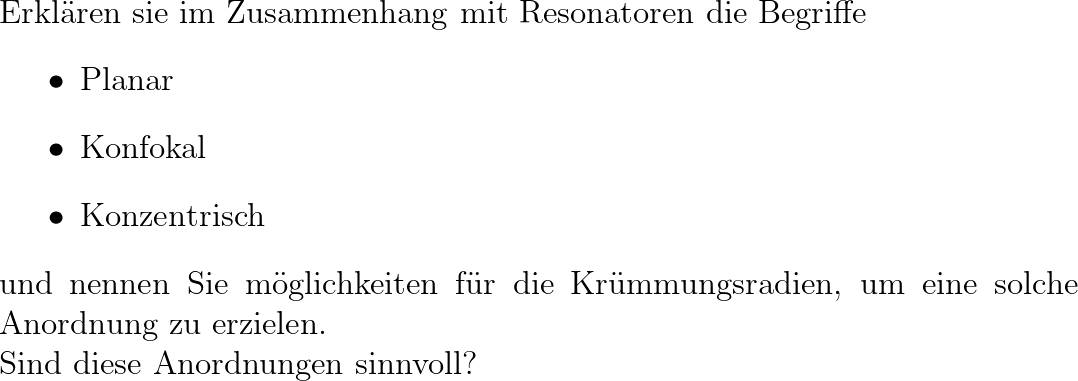 Erklären sie im Zusammenhang mit Resonatoren die Begriffe
• Planar
• Konfokal
• Konzentrisch
und nennen Sie möglichkeiten für die Krümmungsradien, um eine solche
Anordnung zu erzielen.
Sind diese Anordnungen sinnvoll?